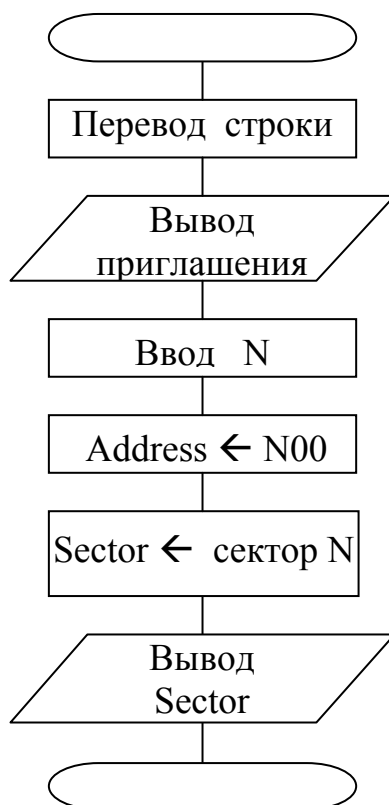 Перевод строки
Вывод
приглашения
Ввод N
Address ← N00
Sector ← сектор N
Вывод
Sector